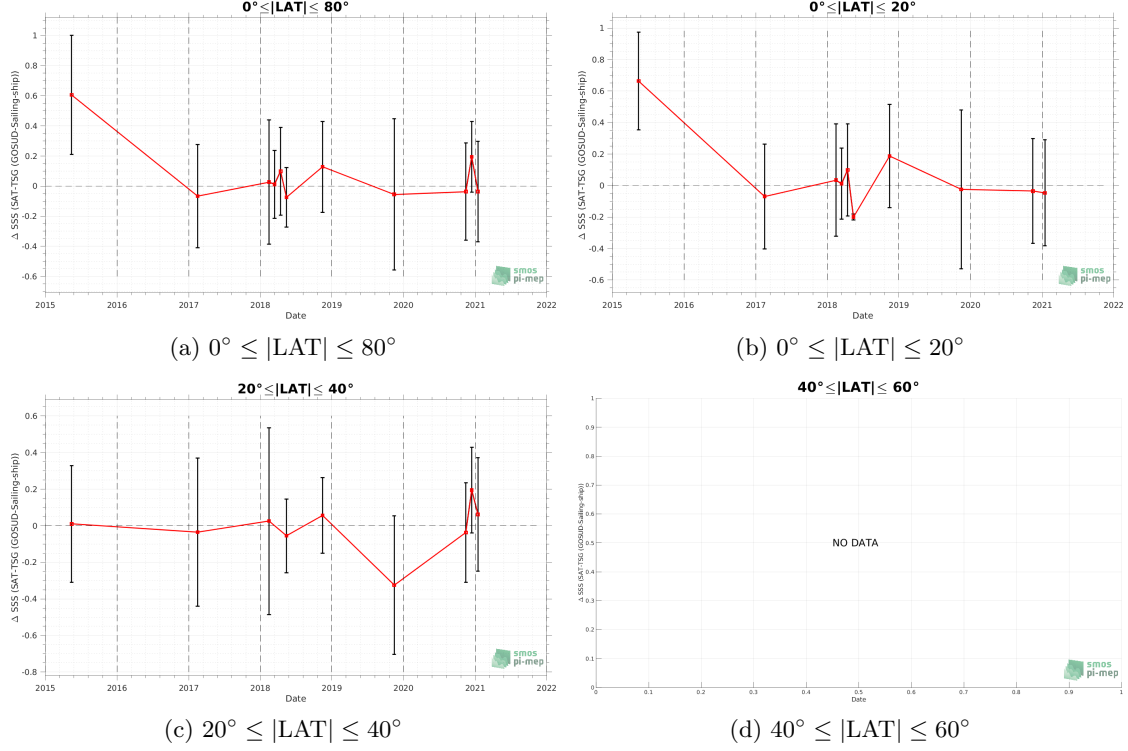 0°≤|LAT|≤ 80°
1
0.8
0.6
0.4
0.2
0
-0.2
-0.4
-0.6
Δ SSS (SAT-TSG (GOSUD-Sailing-ship))
smos
pi-mep
2015 2016 2017 2018 2019 2020 2021 2022
Date
(a) 0° ≤ |LAT| ≤ 80°
0°≤|LAT|≤ 20°
1
0.8
0.6
0.4
0.2
0
-0.2
-0.4
-0.6
Δ SSS (SAT-TSG (GOSUD-Sailing-ship))
smos
pi-mep
2015 2016 2017 2018 2019 2020 2021 2022
Date
(b) 0° ≤ |LAT| ≤ 20°
20°≤|LAT|≤ 40°
0.6
0.4
0.2
0
-0.2
-0.4
-0.6
-0.8
Δ SSS (SAT-TSG (GOSUD-Sailing-ship))
smos
pi-mep
2015 2016 2017 2018 2019 2020 2021 2022
Date
(c) 20° ≤ |LAT| ≤ 40°
40°≤|LAT|≤ 60°
1
0.9
0.8
0.7
0.6
0.5
0.4
0.3
0.2
0.1
0
Δ SSS (SAT-TSG (GOSUD-Sailing-ship))
NO DATA
smos
pi-mep
0 0.1 0.2 0.3 0.4 0.5 0.6 0.7 0.8 0.9 1
Date
(d) 40° ≤ |LAT| ≤ 60°